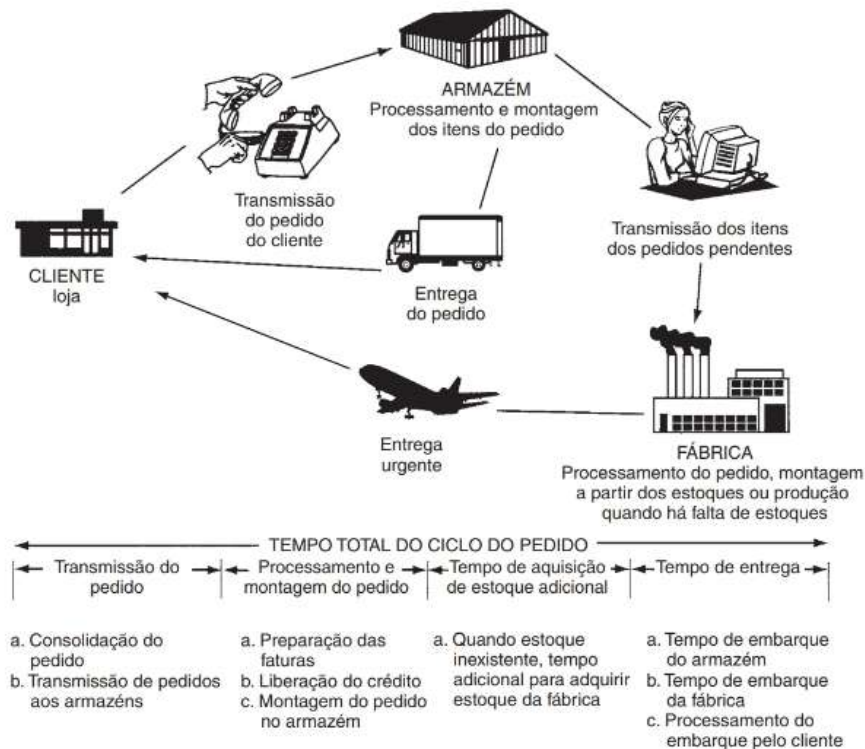 ARMAZÉM
Processamento e montagem
dos itens do pedido
Transmissão
do pedido
do cliente
Transmissão dos itens
dos pedidos pendentes
CLIENTE
loja
Entrega
do pedido
Entrega
urgente
FÁBRICA
Processamento do pedido, montagem
a partir dos estoques ou produção
quando há falta de estoques
TEMPO TOTAL DO CICLO DO PEDIDO
Transmissão do
pedido
Processamento e
montagem do pedido
Tempo de aquisição
de estoque adicional
Tempo de entrega
a. Consolidação do
pedido
b. Transmissão de pedidos
aos armazéns
a. Preparação das
faturas
b. Liberação do crédito
c. Montagem do pedido
no armazém
a. Quando estoque
inexistente, tempo
adicional para adquirir
estoque da fábrica
a. Tempo de embarque
do armazém
b. Tempo de embarque
da fábrica
c. Processamento do
embarque pelo cliente